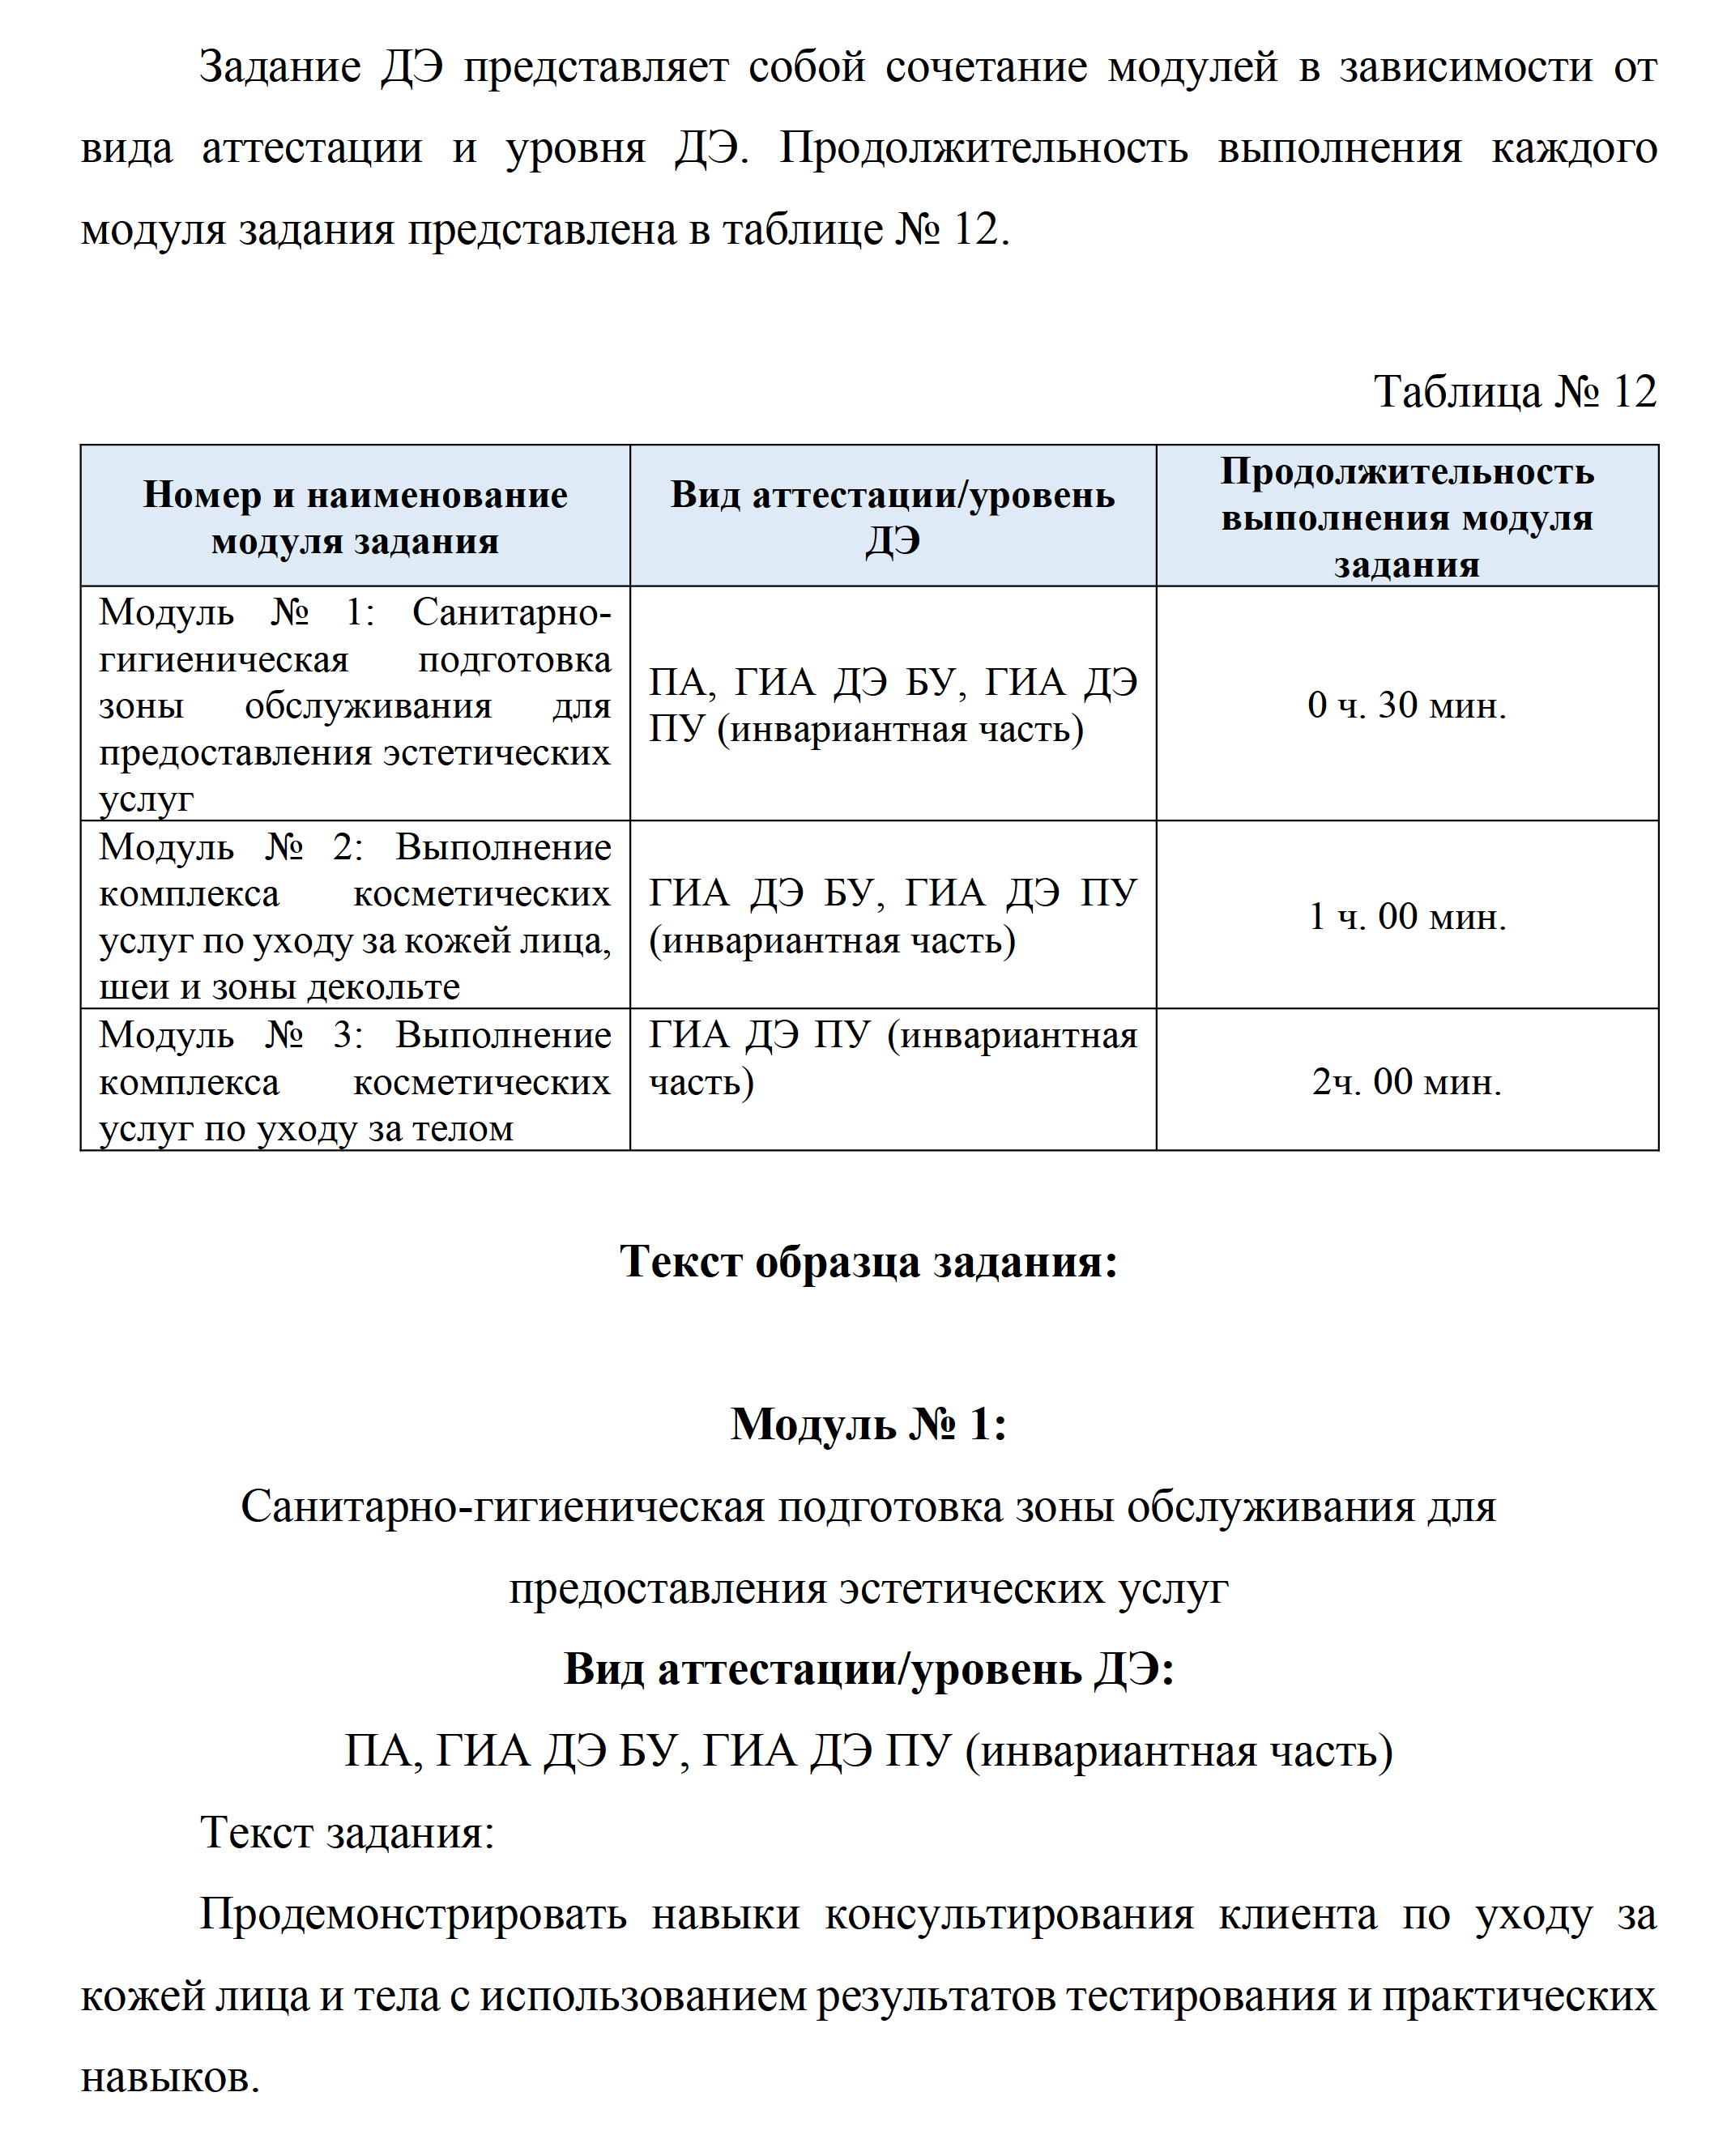 Задание ДЭ представляет собой сочетание модулей в зависимости от
вида аттестации и уровня ДЭ. Продолжительность выполнения каждого
модуля задания представлена в таблице № 12.
Таблица № 12
Номер и наименование
модуля задания
Вид аттестации/уровень
ДЭ
Продолжительность
выполнения модуля
задания
Модуль № 1: Санитарно-
гигиеническая подготовка
зоны обслуживания для
предоставления эстетических
услуг
ПА, ГИА ДЭ БУ, ГИА ДЭ
ПУ (инвариантная часть)
0 ч. 30 мин.
Модуль № 2: Выполнение
комплекса косметических
услуг по уходу за кожей лица,
шеи и зоны декольте
ГИА ДЭ БУ, ГИА ДЭ ПУ
(инвариантная часть)
1 ч. 00 мин.
Модуль № 3: Выполнение
комплекса косметических
услуг по уходу за телом
ГИА ДЭ ПУ (инвариантная
часть)
2ч. 00 мин.
Текст образца задания:
Модуль № 1:
Санитарно-гигиеническая подготовка зоны обслуживания для
предоставления эстетических услуг
Вид аттестации/уровень ДЭ:
ПА, ГИА ДЭ БУ, ГИА ДЭ ПУ (инвариантная часть)
Текст задания:
Продемонстрировать навыки консультирования клиента по уходу за
кожей лица и тела с использованием результатов тестирования и практических
навыков.